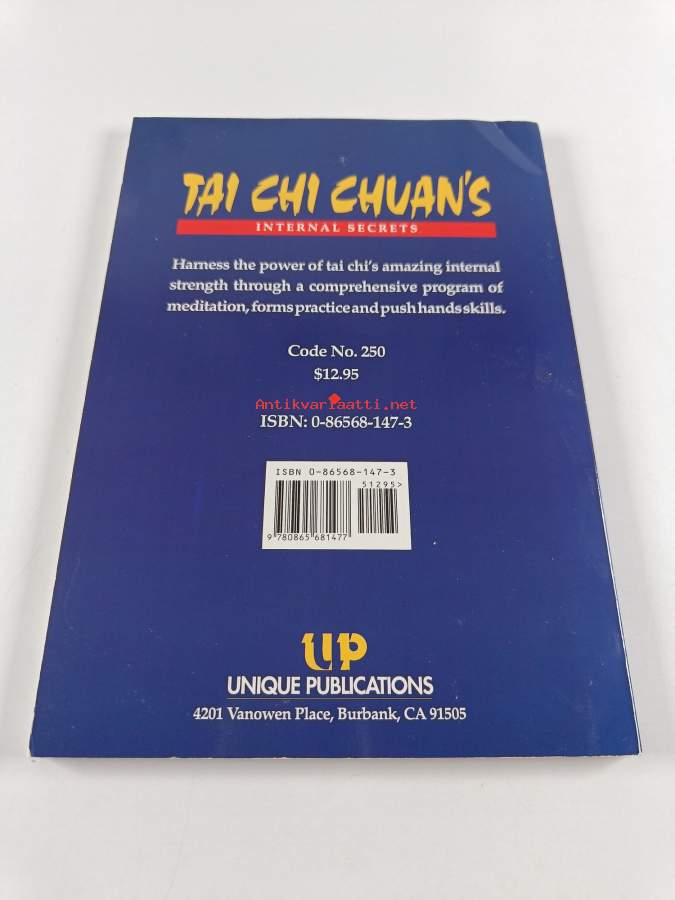 TAI CHI CHUAN'S
INTERNAL SECRETS
Harness the power of tai chi's amazing internal
strength through a comprehensive program of
meditation, forms practice and push hands skills.
Code No. 250
$12.95
Antikvariaatti.net
ISBN: 0-86568-147-3
ISBN 0-86568-147-3
51295>
9 780865 681477
UP
UNIQUE PUBLICATIONS
4201 Vanowen Place, Burbank, CA 91505